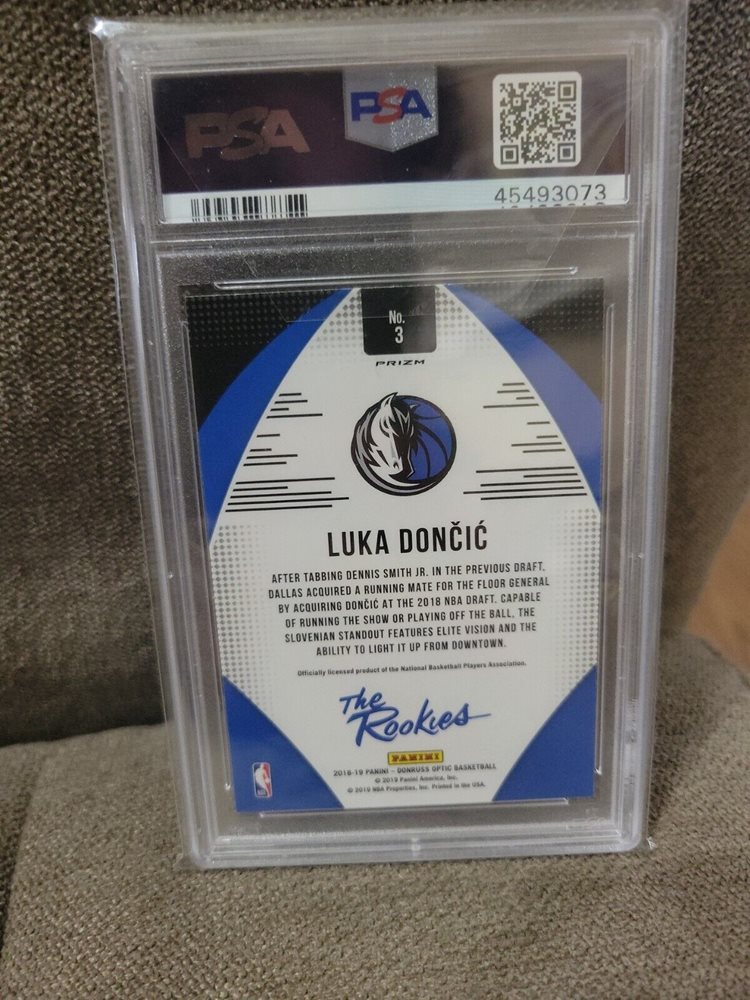 PSA
PSA
45493073
No.
3
PRIZM
LUKA DONČIĆ
AFTER TABBING DENNIS SMITH JR. IN THE PREVIOUS DRAFT,
DALLAS ACQUIRED A RUNNING MATE FOR THE FLOOR GENERAL
BY ACQUIRING DONČIĆ AT THE 2018 NBA DRAFT. CAPABLE
OF RUNNING THE SHOW OR PLAYING OFF THE BALL, THE
SLOVENIAN STANDOUT FEATURES ELITE VISION AND THE
ABILITY TO LIGHT IT UP FROM DOWNTOWN.
Officially licensed product of the National Basketball Players Association.
The
Rookies
PANINI
2018-19 PANINI - DONRUSS OPTIC BASKETBALL
© 2019 Panini America, Inc.
© 2019 NBA Properties, Inc. Printed in the USA.